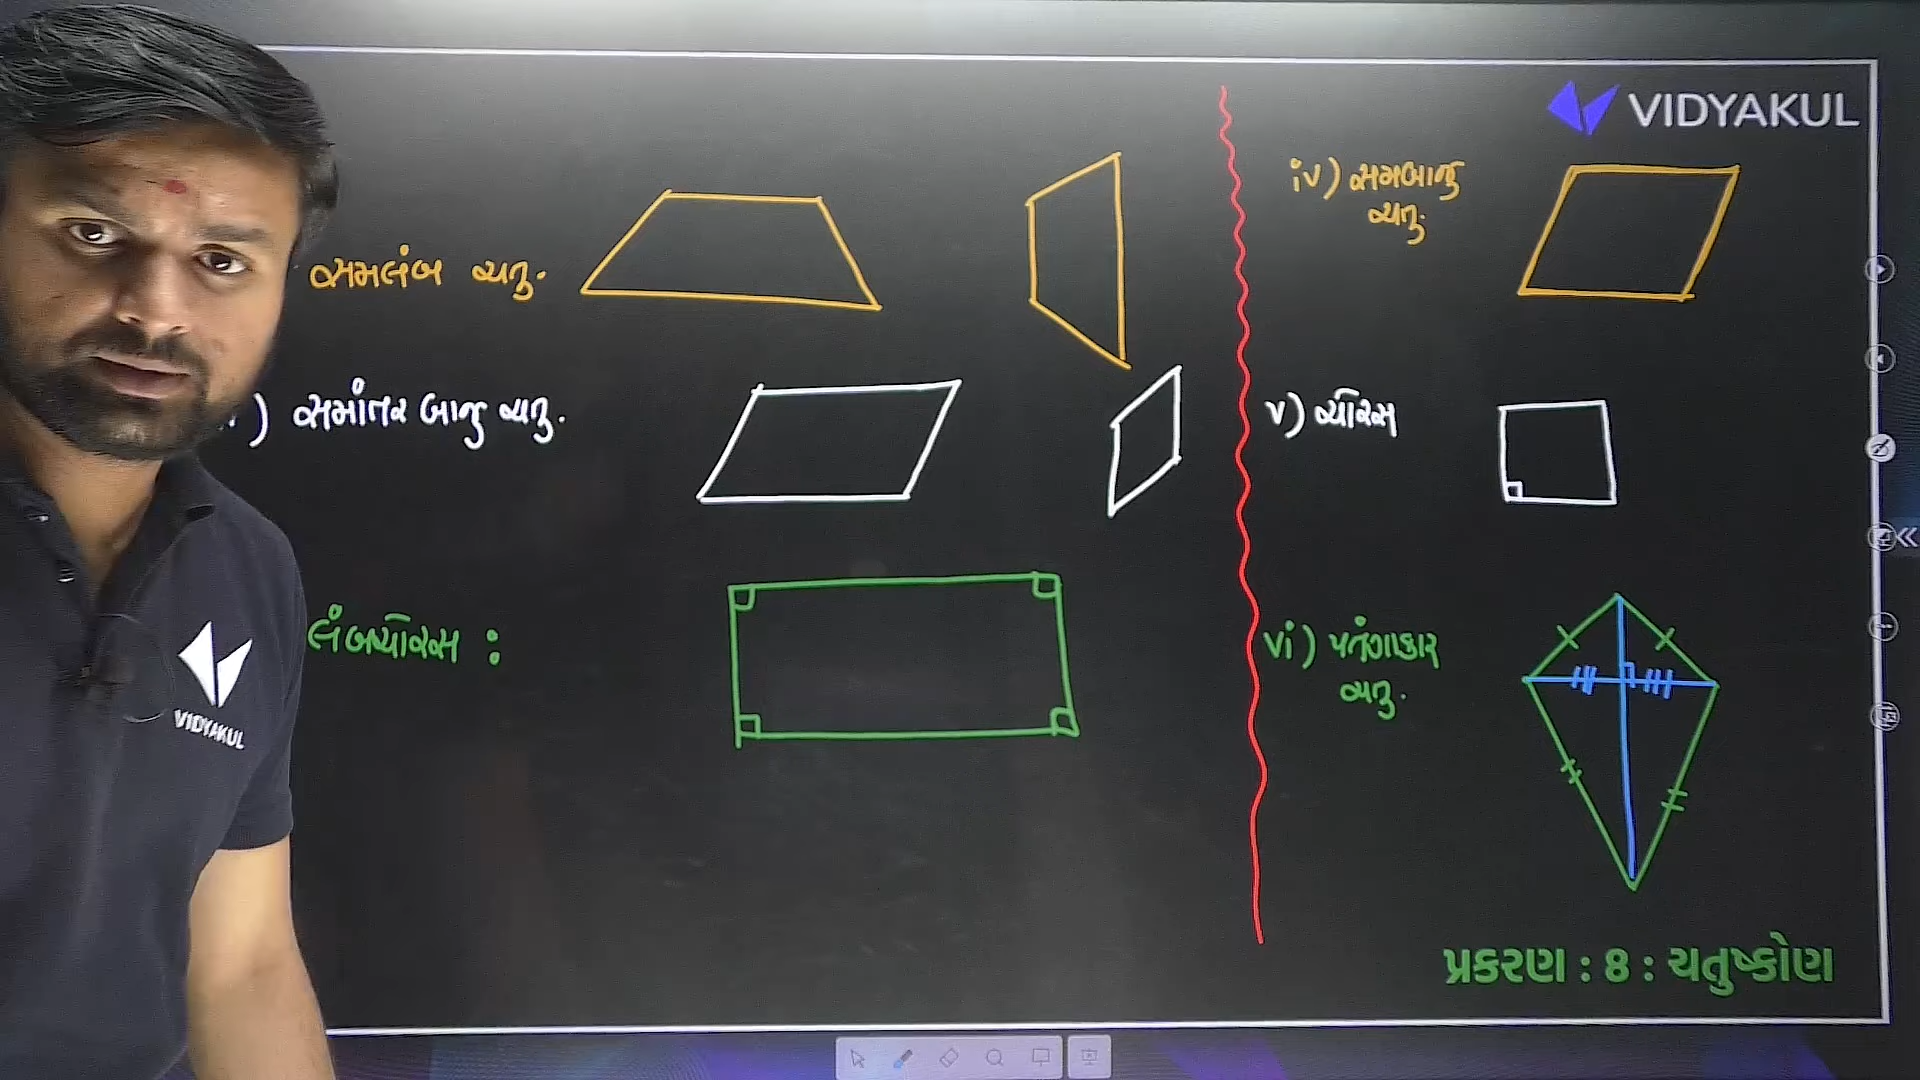 VIDYAKUL
સમલંબ ચતુ.
) સમાંતર બાજુ ચતુ.
લંબચોરસ :
iv) સમબાજુ
ચતુ.
v) ચોરસ
vi) પતંગાકાર
ચતુ.
VIDYAKUL
પ્રકરણ : 8 : ચતુષ્કોણ